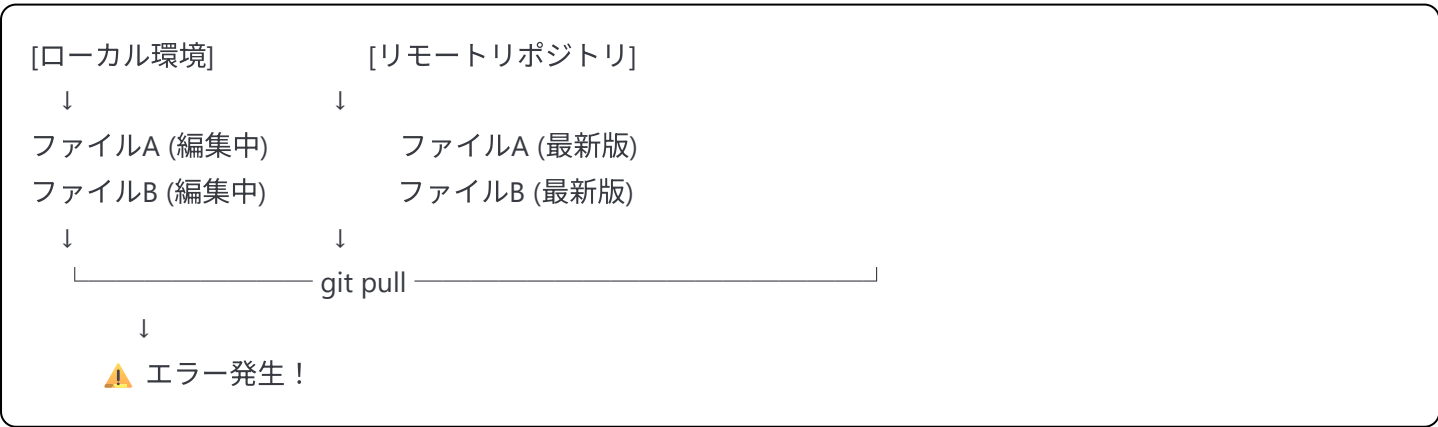 [ローカル環境] [リモートリポジトリ]
↓ ↓
ファイルA (編集中) ファイルA (最新版)
ファイルB (編集中) ファイルB (最新版)
↓ ↓
└───────── git pull ─────────────────┘
↓
⚠️ エラー発生！